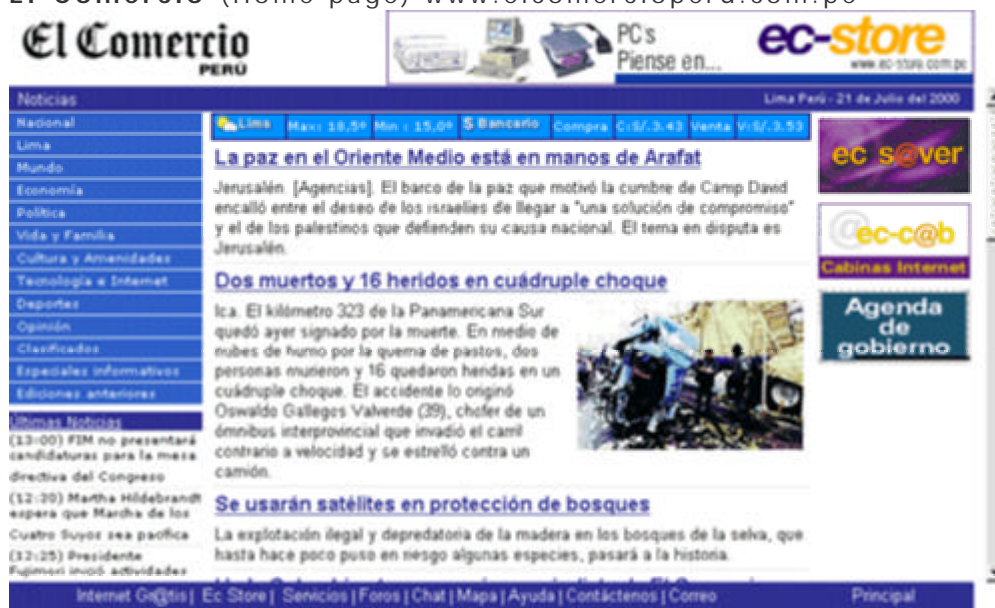 El Comercio (Home page) www.elcomercioperu.com.pe
El Comercio
PERÚ
PC's
Piense en...
ec-store
www.ec-store.com.pe
Noticias
Lima Perú - 21 de Julio del 2000
Nacional
Lima
Mundo
Economía
Política
Vida y Familia
Cultura y Amenidades
Tecnología e Internet
Deportes
Opinión
Clasificados
Especiales informativos
Ediciones anteriores
Últimas Noticias
(13:00) FIM no presentará
candidaturas para la mesa
directiva del Congreso
(12:30) Martha Hildebrandt
espera que Marcha de los
Cuatro Suyos sea pacífica
(12:25) Presidente
Fujimori inició actividades
Lima Max: 18,5º Min : 15,0º $ Bancario Compra C:S/.3.43 Venta V:S/.3.53
La paz en el Oriente Medio está en manos de Arafat
Jerusalén. [Agencias]. El barco de la paz que motivó la cumbre de Camp David
encalló entre el deseo de los israelíes de llegar a "una solución de compromiso"
y el de los palestinos que defienden su causa nacional. El tema en disputa es
Jerusalén.
Dos muertos y 16 heridos en cuádruple choque
Ica. El kilómetro 323 de la Panamericana Sur
quedó ayer signado por la muerte. En medio de
nubes de humo por la quema de pastos, dos
personas murieron y 16 quedaron heridas en un
cuádruple choque. El accidente lo originó
Oswaldo Gallegos Valverde (39), chofer de un
ómnibus interprovincial que invadió el carril
contrario a velocidad y se estrelló contra un
camión.
Se usarán satélites en protección de bosques
La explotación ilegal y depredatoria de la madera en los bosques de la selva, que
hasta hace poco puso en riesgo algunas especies, pasará a la historia.
ec s@ver
@ec-c@b
Cabinas Internet
Agenda
de
gobierno
Internet Gr@tis | Ec Store | Servicios | Foros | Chat | Mapa | Ayuda | Contáctenos | Correo
Principal